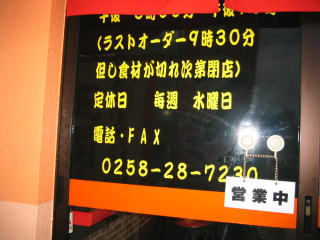 (ラストオーダー9時30分
但し食材が切れ次第閉店)
定休日 毎週 水曜日
電話・FAX
0258-28-7230
営業中